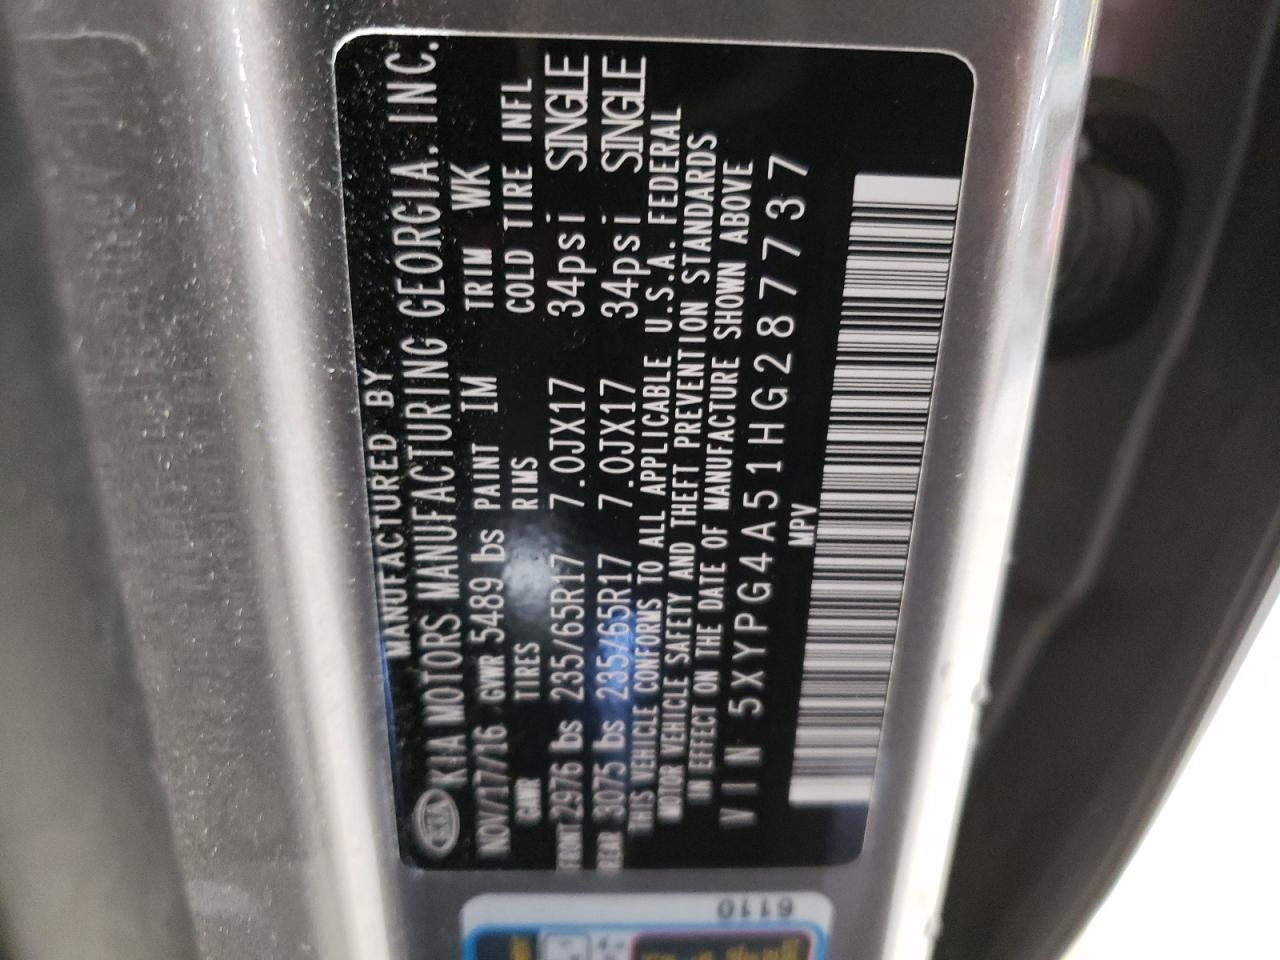 MANUFACTURED BY
KIA KIA MOTORS MANUFACTURING GEORGIA, INC.
NOV/17/16 GVWR 5489 lbs PAINT IM TRIM WK
GAWR TIRES RIMS COLD TIRE INFL
FRONT 2976 lbs 235/65R17 7.0JX17 34psi SINGLE
REAR 3075 lbs 235/65R17 7.0JX17 34psi SINGLE
THIS VEHICLE CONFORMS TO ALL APPLICABLE U.S.A. FEDERAL
MOTOR VEHICLE SAFETY AND THEFT PREVENTION STANDARDS
IN EFFECT ON THE DATE OF MANUFACTURE SHOWN ABOVE
VIN 5XYPG4A51HG287737
MPV
6110